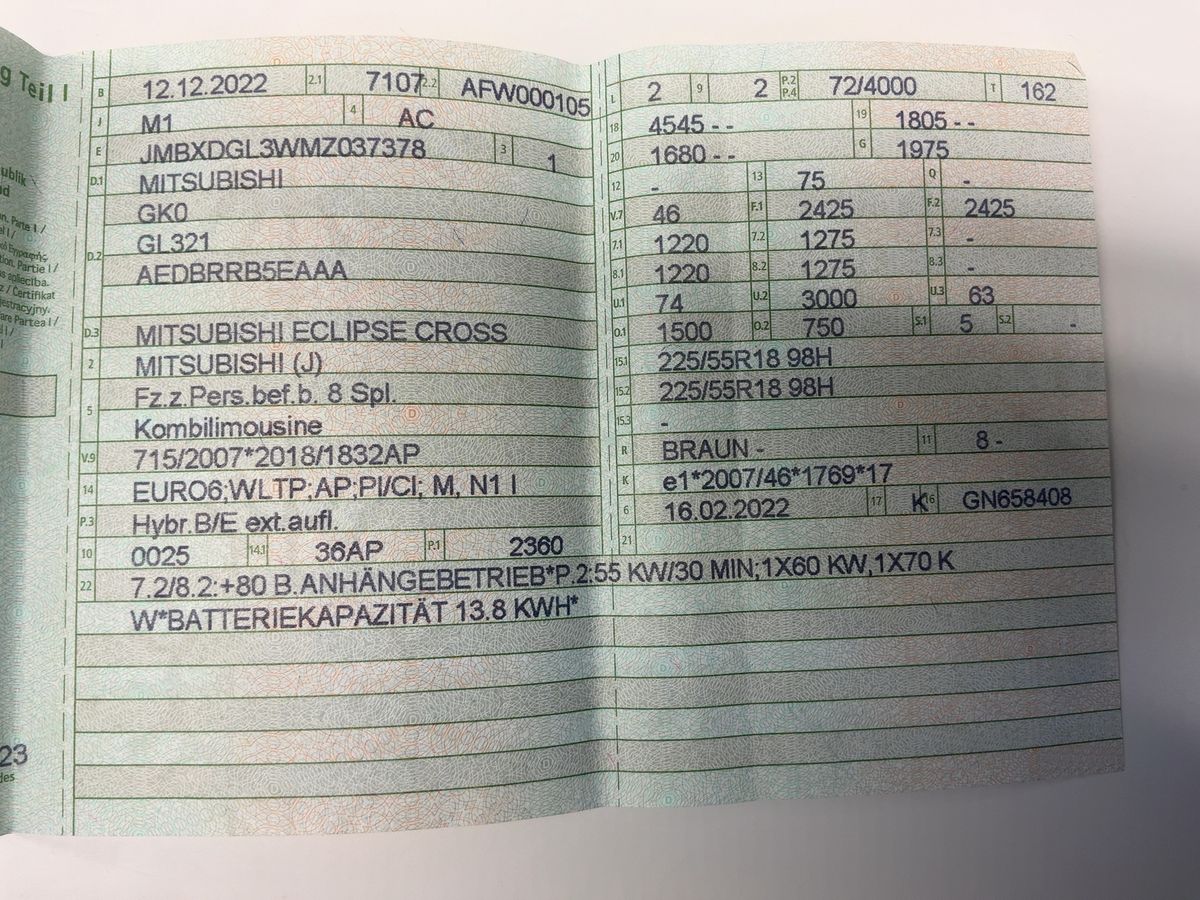 g Teil I
B 12.12.2022 2.1 7107 2.2 AFW000105
J M1 4 AC
E JMBXDGL3WMZ037378 3 1
D.1 MITSUBISHI
GK0
D.2 GL321
AEDBRRB5EAAA
D.3 MITSUBISHI ECLIPSE CROSS
2 MITSUBISHI (J)
5 Fz.z.Pers.bef.b. 8 Spl.
Kombilimousine
V.9 715/2007*2018/1832AP
14 EURO6;WLTP;AP;PI/CI; M, N1 I
P.3 Hybr.B/E ext.aufl.
10 0025 14.1 36AP P.1 2360
L 2 9 2 P.2 P.4 72/4000 T 162
18 4545 - - 19 1805 - -
20 1680 - - G 1975
12 - 13 75 Q -
V.7 46 F.1 2425 F.2 2425
7.1 1220 7.2 1275 7.3 -
8.1 1220 8.2 1275 8.3 -
U.1 74 U.2 3000 U.3 63
O.1 1500 O.2 750 S.1 5 S.2 -
15.1 225/55R18 98H
15.2 225/55R18 98H
15.3 -
R BRAUN - 11 8 -
K e1*2007/46*1769*17
6 16.02.2022 17 K 16 GN658408
21
22 7.2/8.2:+80 B.ANHÄNGEBETRIEB*P.2:55 KW/30 MIN;1X60 KW,1X70 K
W*BATTERIEKAPAZITÄT 13.8 KWH*
23